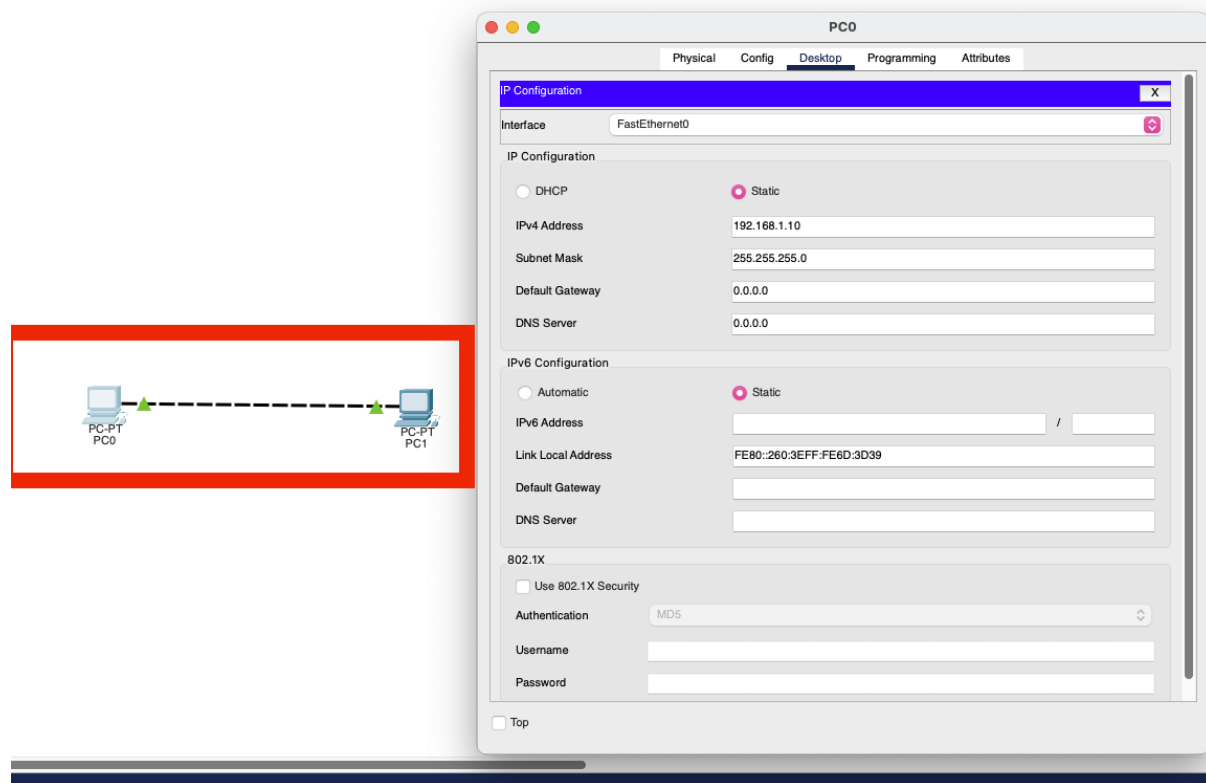 PC0
Physical Config Desktop Programming Attributes
IP Configuration X
Interface FastEthernet0
IP Configuration
DHCP Static
IPv4 Address 192.168.1.10
Subnet Mask 255.255.255.0
Default Gateway 0.0.0.0
DNS Server 0.0.0.0
IPv6 Configuration
Automatic Static
IPv6 Address /
Link Local Address FE80::260:3EFF:FE6D:3D39
Default Gateway
DNS Server
802.1X
Use 802.1X Security
Authentication MD5
Username
Password
Top
PC-PT
PC0
PC-PT
PC1